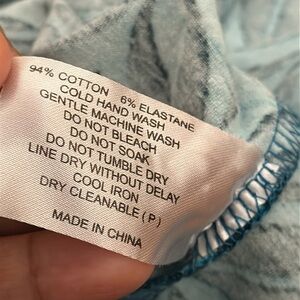 94% COTTON 6% ELASTANE
COLD HAND WASH
GENTLE MACHINE WASH
DO NOT BLEACH
DO NOT SOAK
DO NOT TUMBLE DRY
LINE DRY WITHOUT DELAY
COOL IRON
DRY CLEANABLE (P)
MADE IN CHINA